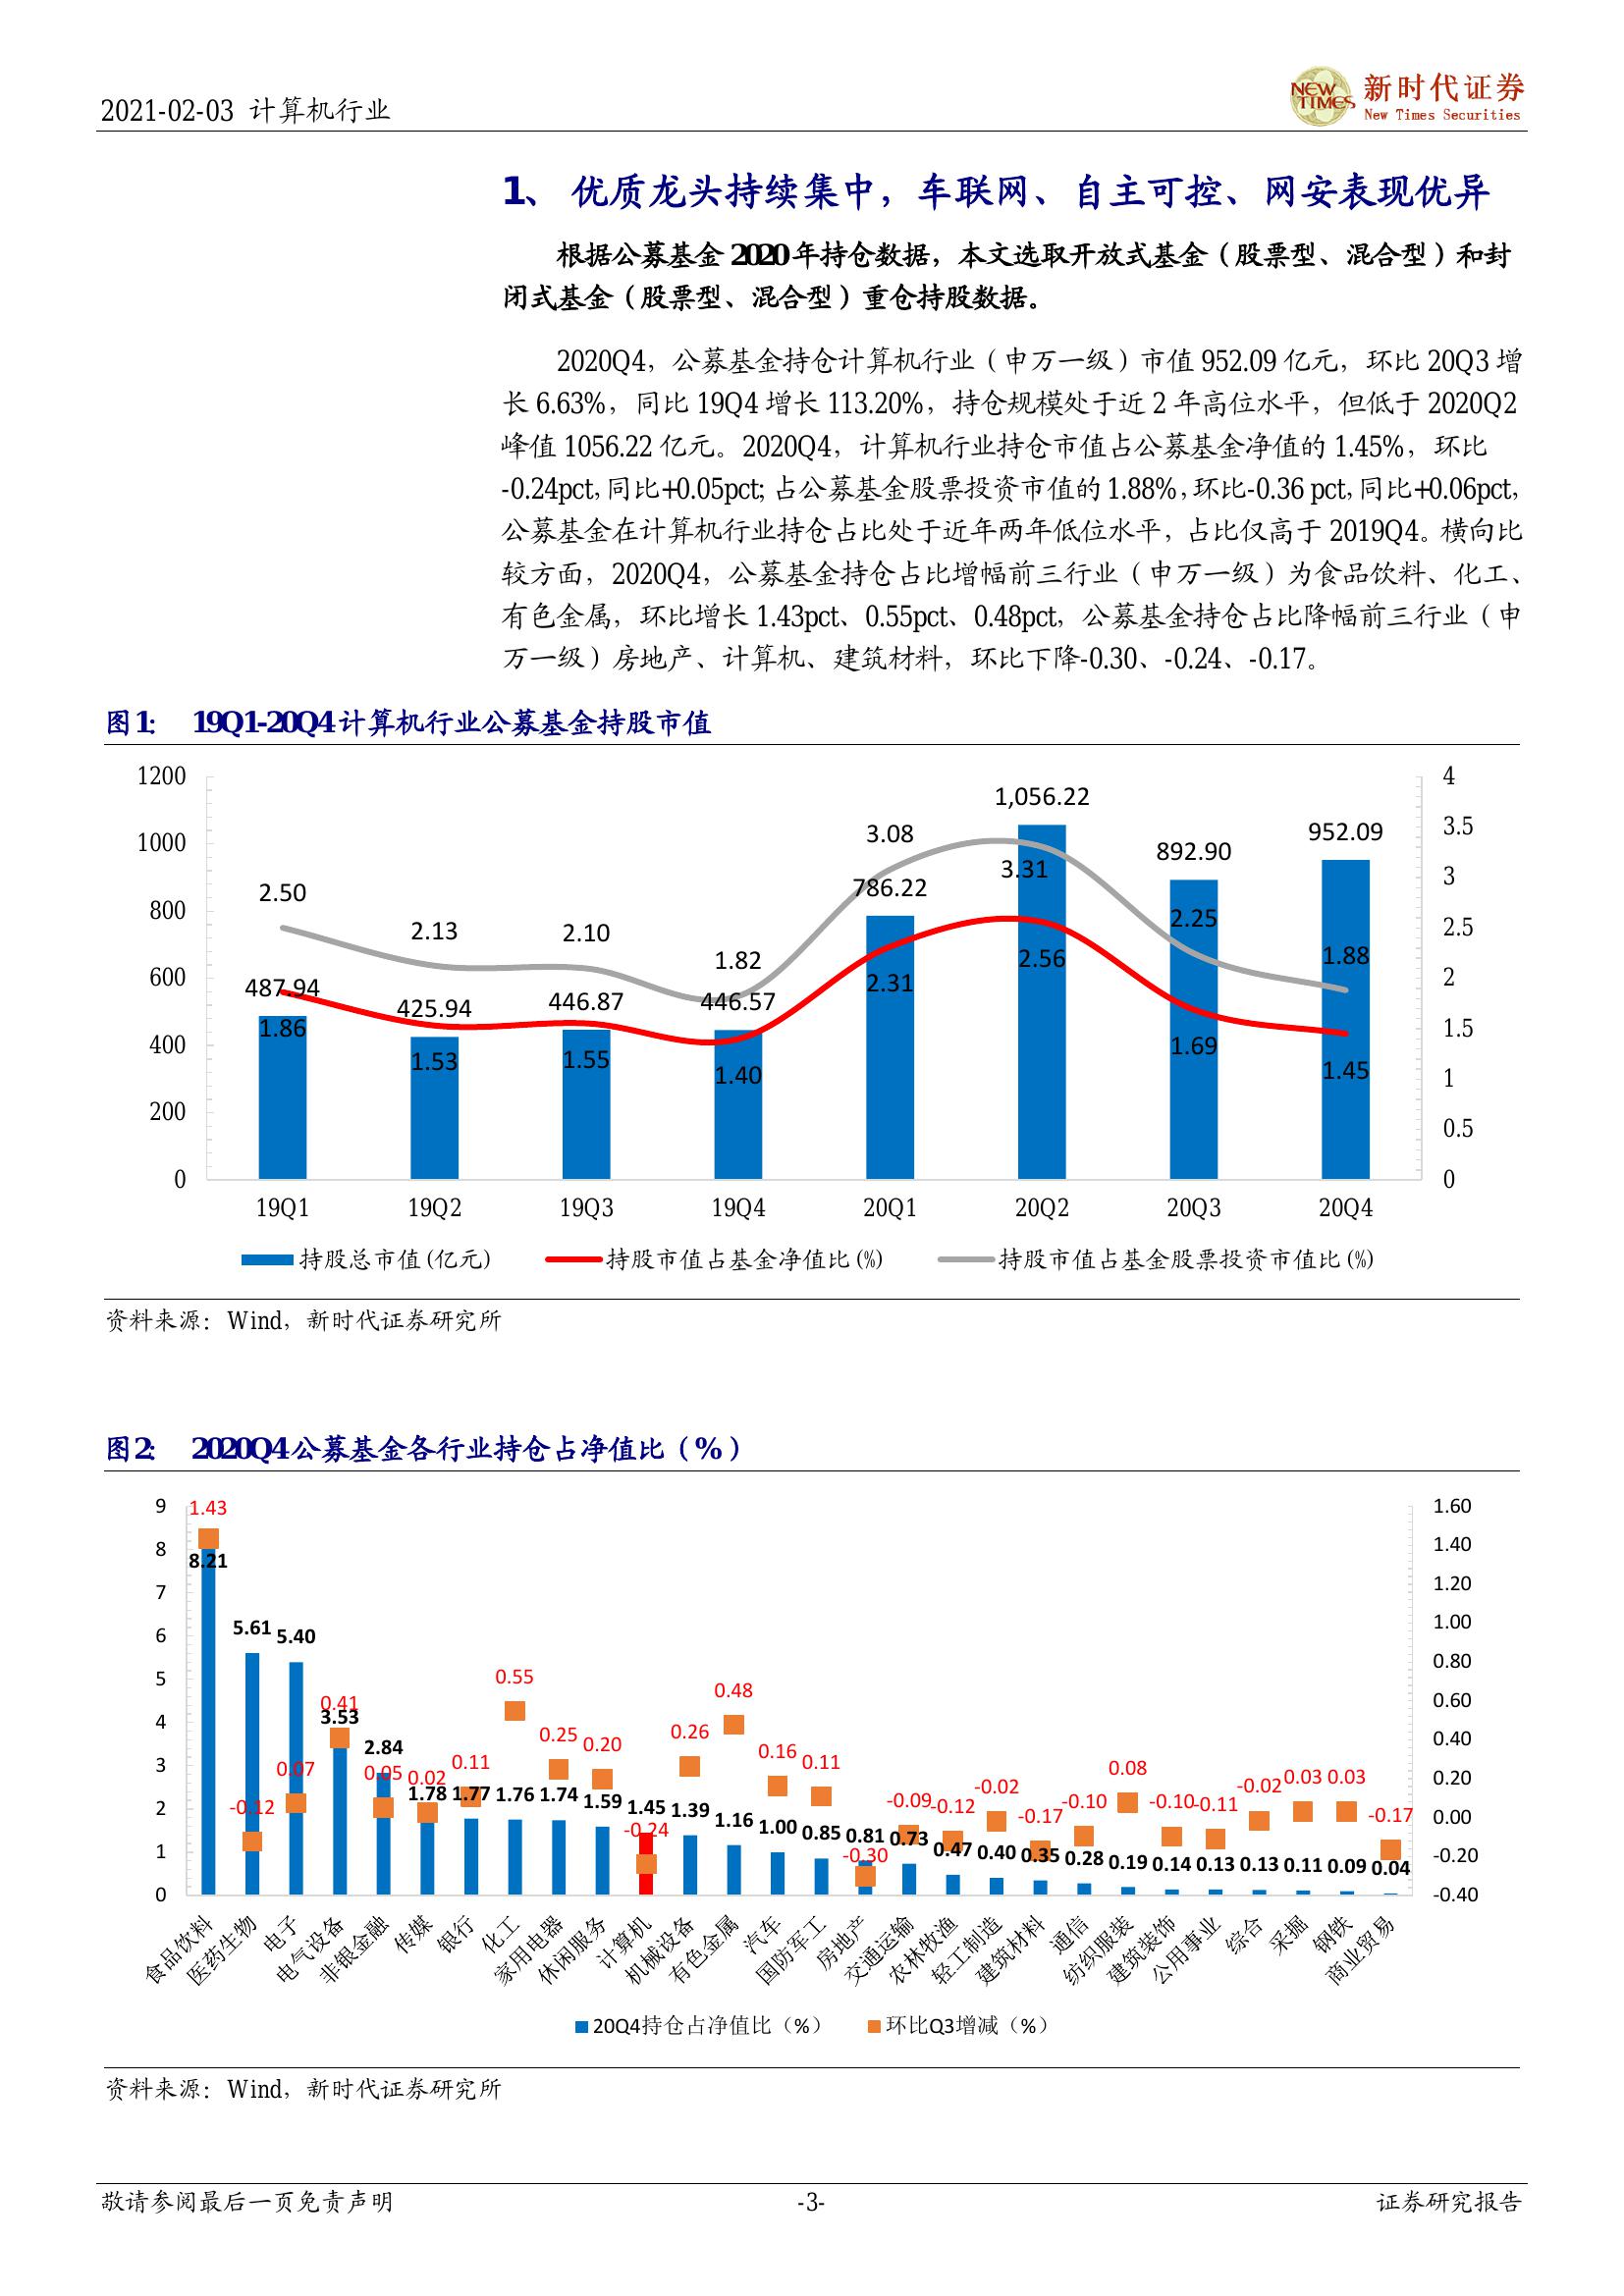 2021-02-03 计算机行业
NEW TIMES
新时代证券
New Times Securities
1、 优质龙头持续集中，车联网、自主可控、网安表现优异
根据公募基金 2020 年持仓数据，本文选取开放式基金（股票型、混合型）和封
闭式基金（股票型、混合型）重仓持股数据。
2020Q4，公募基金持仓计算机行业（申万一级）市值 952.09 亿元，环比 20Q3 增
长 6.63%，同比 19Q4 增长 113.20%，持仓规模处于近 2 年高位水平，但低于 2020Q2
峰值 1056.22 亿元。2020Q4，计算机行业持仓市值占公募基金净值的 1.45%，环比
-0.24pct，同比+0.05pct；占公募基金股票投资市值的 1.88%，环比-0.36 pct，同比+0.06pct，
公募基金在计算机行业持仓占比处于近年两年低位水平，占比仅高于 2019Q4。横向比
较方面，2020Q4，公募基金持仓占比增幅前三行业（申万一级）为食品饮料、化工、
有色金属，环比增长 1.43pct、0.55pct、0.48pct，公募基金持仓占比降幅前三行业（申
万一级）房地产、计算机、建筑材料，环比下降-0.30、-0.24、-0.17。
图 1： 19Q1-20Q4 计算机行业公募基金持股市值
1200 1000 800 600 400 200 0
4 3.5 3 2.5 2 1.5 1 0.5 0
487.94 425.94 446.87 446.57 786.22 1,056.22 892.90 952.09
2.50 2.13 2.10 1.82 3.08 3.31 2.25 1.88
1.86 1.53 1.55 1.40 2.31 2.56 1.69 1.45
19Q1 19Q2 19Q3 19Q4 20Q1 20Q2 20Q3 20Q4
持股总市值(亿元) 持股市值占基金净值比(%) 持股市值占基金股票投资市值比(%)
资料来源：Wind，新时代证券研究所
图 2： 2020Q4 公募基金各行业持仓占净值比（%）
9 8 7 6 5 4 3 2 1 0
1.60 1.40 1.20 1.00 0.80 0.60 0.40 0.20 0.00 -0.20 -0.40
1.43 -0.12 0.07 0.41 0.05 0.02 0.11 0.55 0.25 0.20 -0.24 0.26 0.48 0.16 0.11 -0.30 -0.09 -0.12 -0.02 -0.17 -0.10 0.08 -0.10 -0.11 -0.02 0.03 0.03 -0.17
8.21 5.61 5.40 3.53 2.84 1.78 1.77 1.76 1.74 1.59 1.45 1.39 1.16 1.00 0.85 0.81 0.73 0.47 0.40 0.35 0.28 0.19 0.14 0.13 0.13 0.11 0.09 0.04
食品饮料 医药生物 电子 电气设备 非银金融 传媒 银行 化工 家用电器 休闲服务 计算机 机械设备 有色金属 汽车 国防军工 房地产 交通运输 农林牧渔 轻工制造 建筑材料 通信 纺织服装 建筑装饰 公用事业 综合 采掘 钢铁 商业贸易
20Q4持仓占净值比（%） 环比Q3增减（%）
资料来源：Wind，新时代证券研究所
敬请参阅最后一页免责声明 -3- 证券研究报告